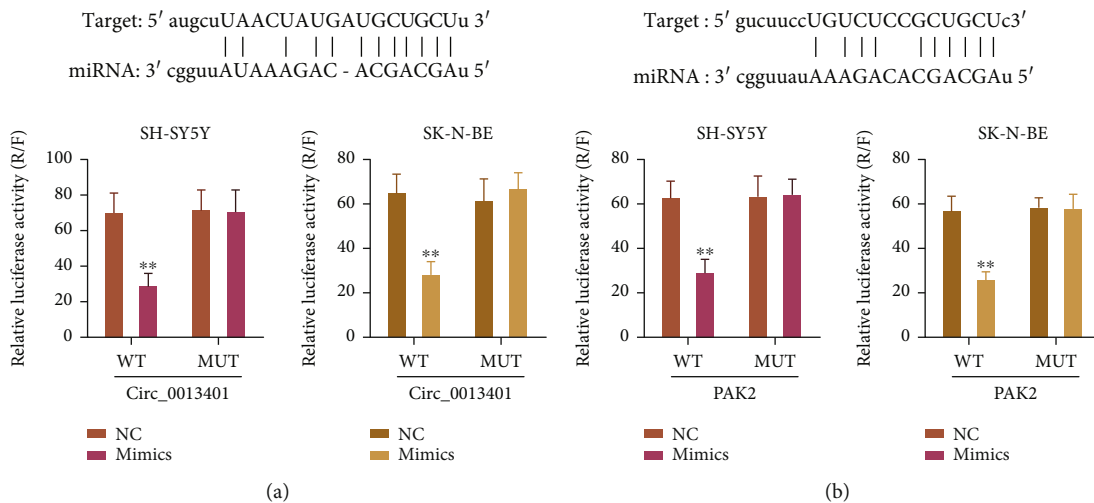 Target: 5′ augcuUAACUAUGAUGCUGCUu 3′
miRNA: 3′ cgguuAUAAAGAC - ACGACGAu 5′
SH-SY5Y
Relative luciferase activity (R/F)
100
80
60
40
20
0
**
WT MUT
Circ_0013401
NC
Mimics
SK-N-BE
Relative luciferase activity (R/F)
80
60
40
20
0
**
WT MUT
Circ_0013401
NC
Mimics
(a)
Target : 5′ gucuuccUGUCUCCGCUGCUc3′
miRNA : 3′ cgguuauAAAGACACGACGAu 5′
SH-SY5Y
Relative luciferase activity (R/F)
80
60
40
20
0
**
WT MUT
PAK2
NC
Mimics
SK-N-BE
Relative luciferase activity (R/F)
80
60
40
20
0
**
WT MUT
PAK2
NC
Mimics
(b)